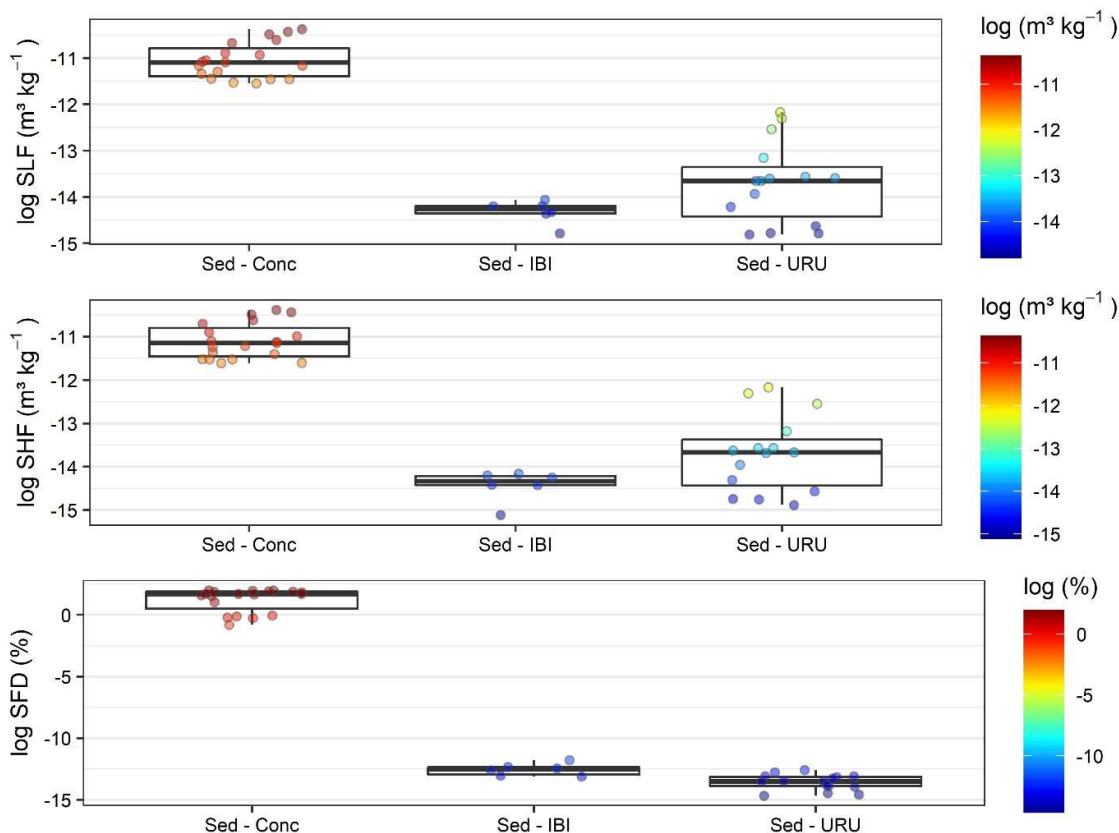 log SLF (m³ kg⁻¹ )
-11
-12
-13
-14
-15
Sed - Conc
Sed - IBI
Sed - URU
log (m³ kg⁻¹)
-11
-12
-13
-14
log SHF (m³ kg⁻¹ )
-11
-12
-13
-14
-15
Sed - Conc
Sed - IBI
Sed - URU
log (m³ kg⁻¹)
-11
-12
-13
-14
-15
log SFD (%)
0
-5
-10
-15
Sed - Conc
Sed - IBI
Sed - URU
log (%)
0
-5
-10